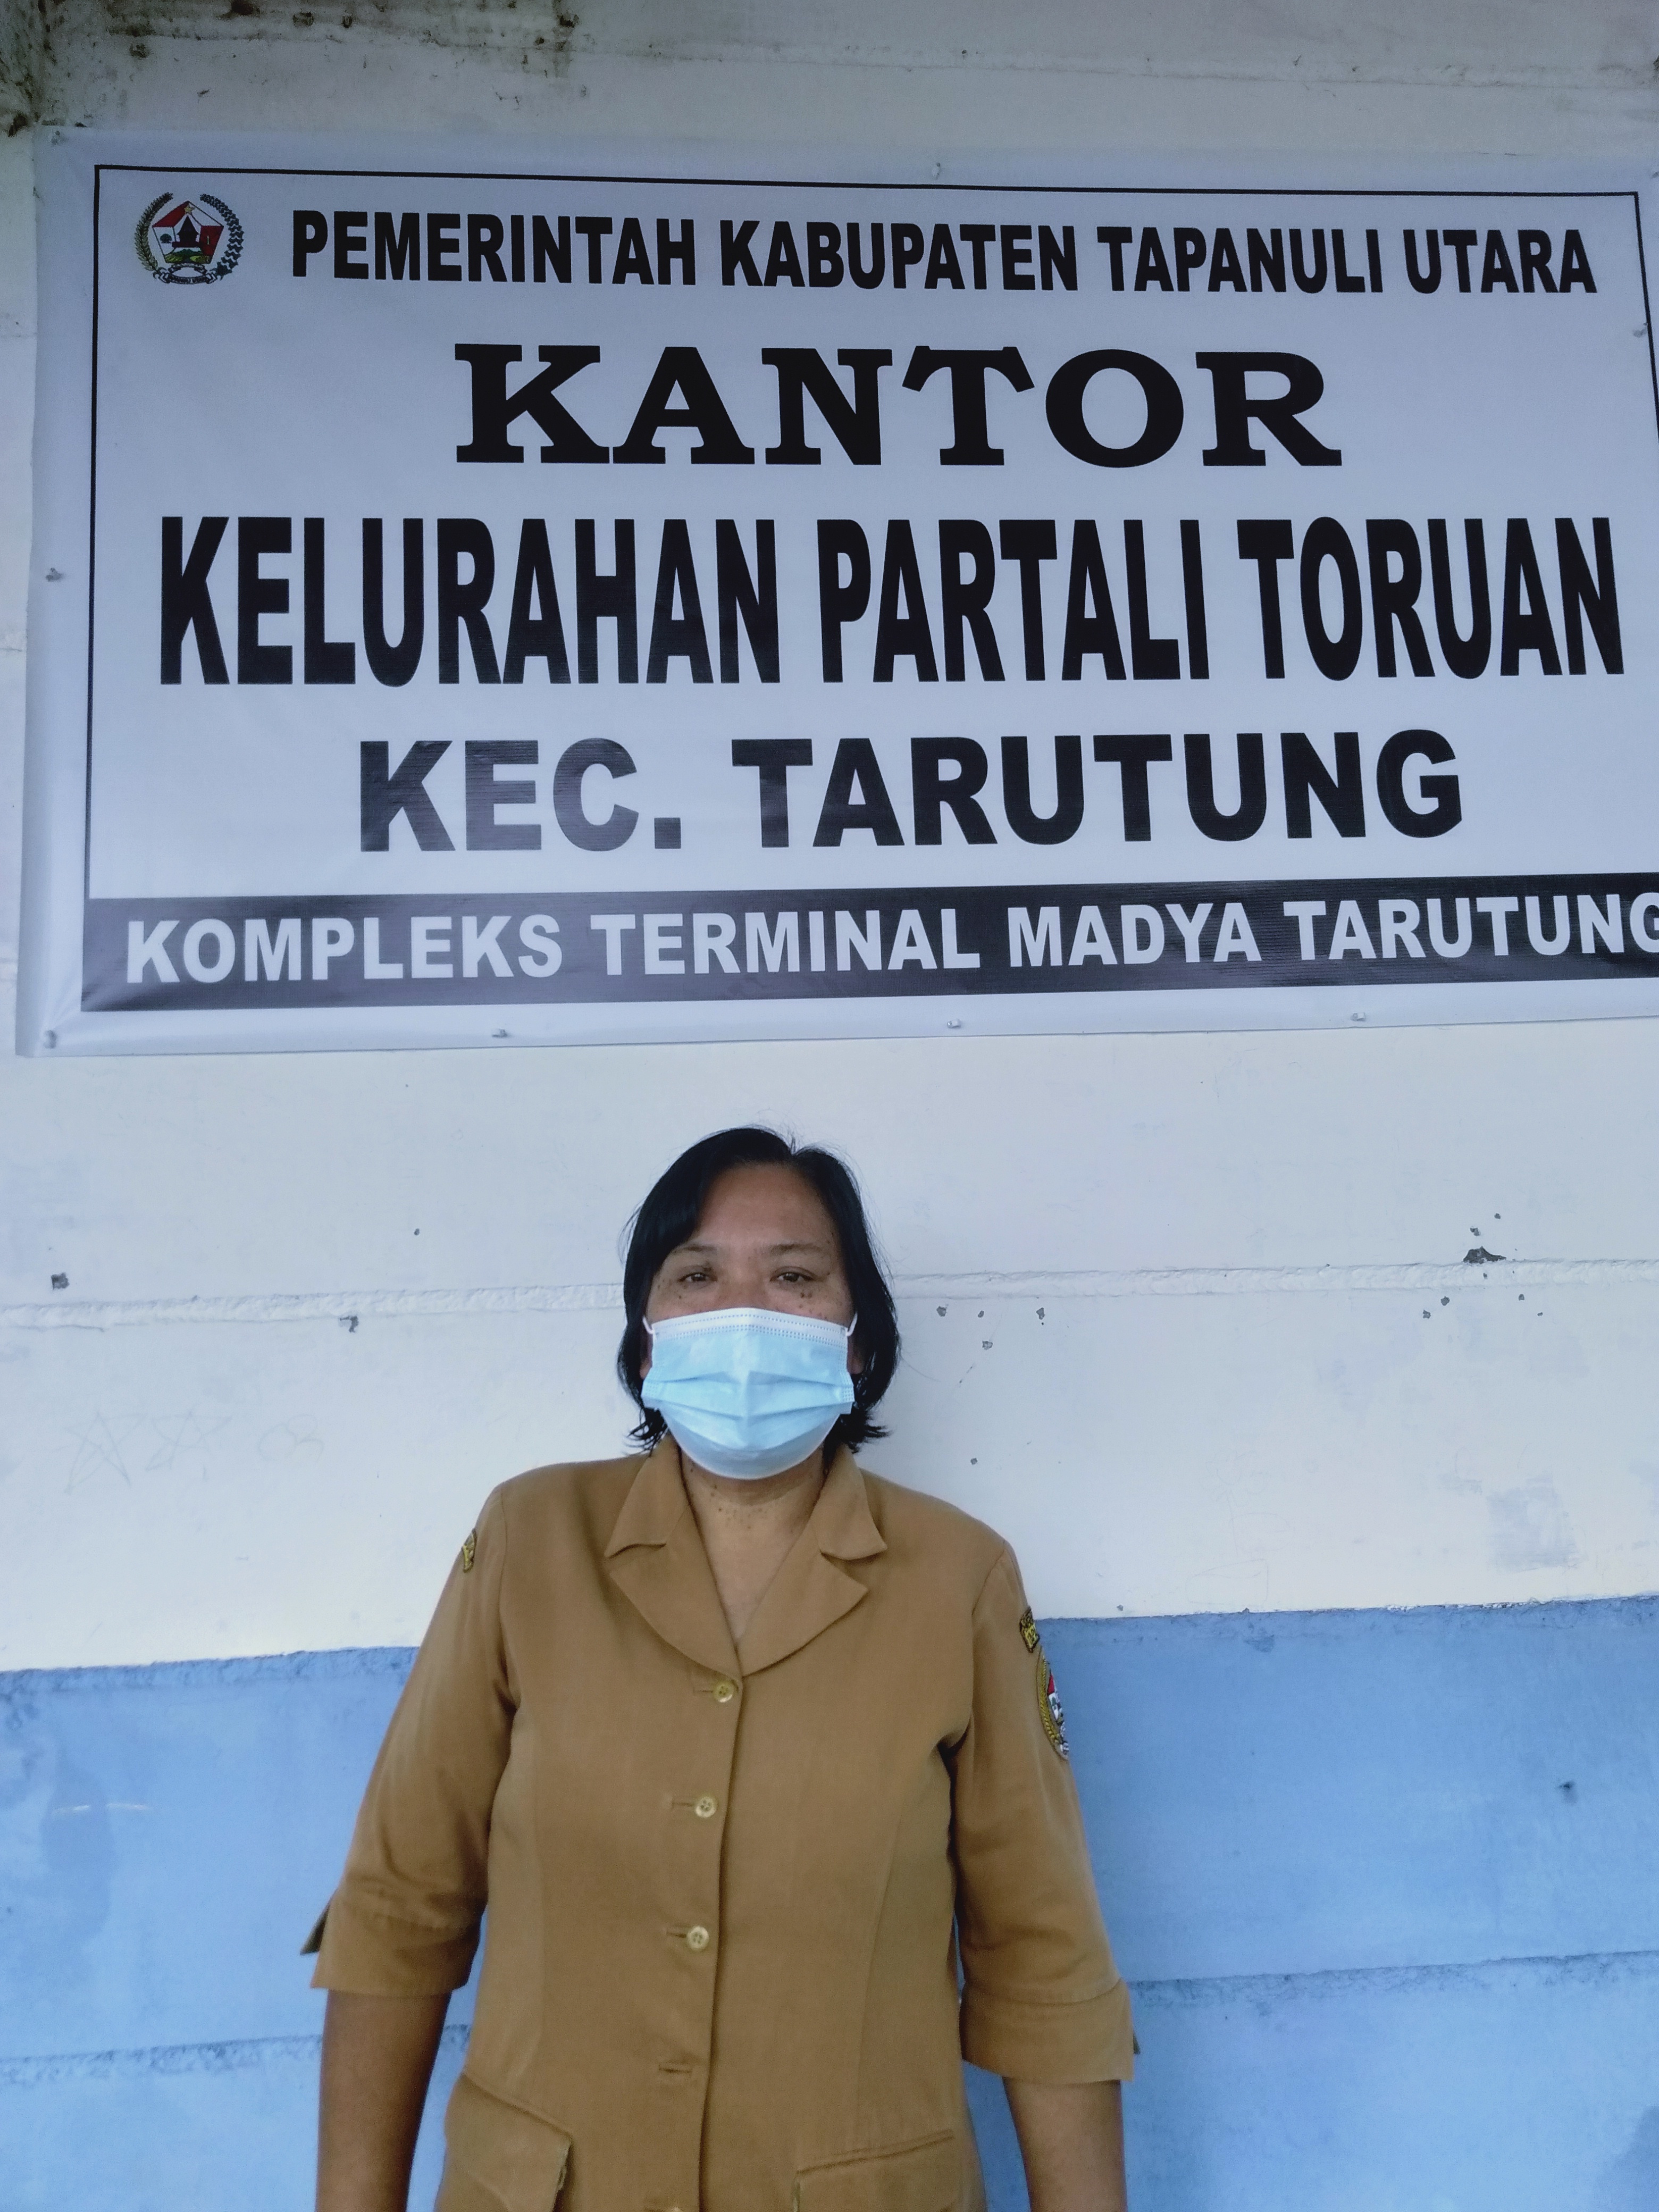 PEMERINTAH KABUPATEN TAPANULI UTARA
KANTOR
KELURAHAN PARTALI TORUAN
KEC. TARUTUNG
KOMPLEKS TERMINAL MADYA TARUTUNG